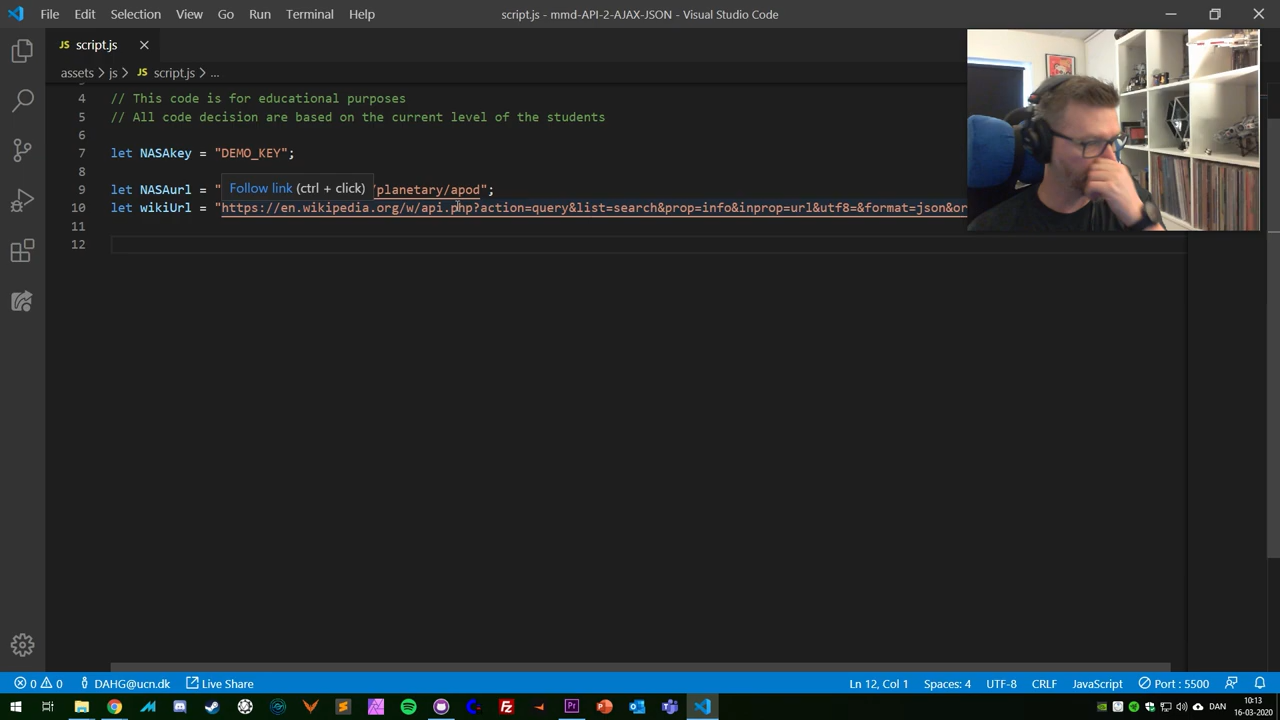 File Edit Selection View Go Run Terminal Help
script.js - mmd-API-2-AJAX-JSON - Visual Studio Code
JS script.js
assets > js > JS script.js > ...
4 // This code is for educational purposes
5 // All code decision are based on the current level of the students
6
7 let NASAkey = "DEMO_KEY";
8
Follow link (ctrl + click)
9 let NASAurl = " /planetary/apod";
10 let wikiUrl = "https://en.wikipedia.org/w/api.php?action=query&list=search&prop=info&inprop=url&utf8=&format=json&or
11
12
0 0 DAHG@ucn.dk Live Share Ln 12, Col 1 Spaces: 4 UTF-8 CRLF JavaScript Port : 5500
DAN
10:13
16-03-2020